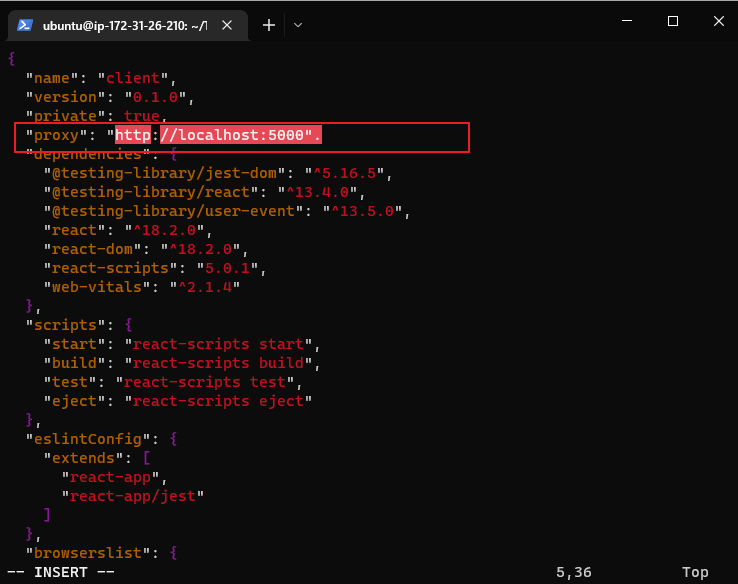 ubuntu@ip-172-31-26-210: ~/
{
  "name": "client",
  "version": "0.1.0",
  "private": true,
  "proxy": "http://localhost:5000".
  "dependencies": {
    "@testing-library/jest-dom": "^5.16.5",
    "@testing-library/react": "^13.4.0",
    "@testing-library/user-event": "^13.5.0",
    "react": "^18.2.0",
    "react-dom": "^18.2.0",
    "react-scripts": "5.0.1",
    "web-vitals": "^2.1.4"
  },
  "scripts": {
    "start": "react-scripts start",
    "build": "react-scripts build",
    "test": "react-scripts test",
    "eject": "react-scripts eject"
  },
  "eslintConfig": {
    "extends": [
      "react-app",
      "react-app/jest"
    ]
  },
  "browserslist": {
-- INSERT -- 5,36 Top